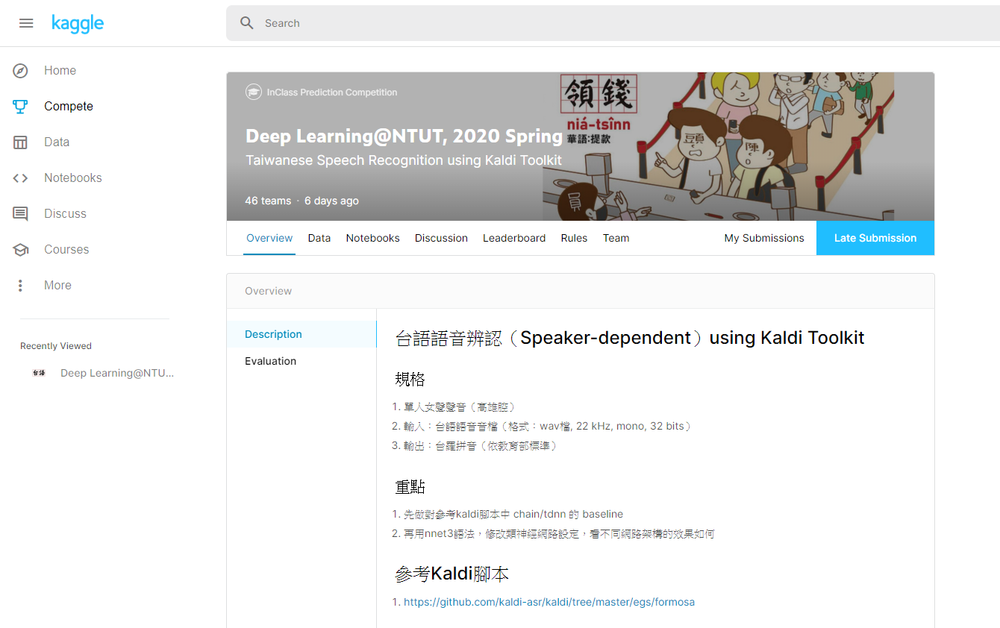 kaggle
Search
Home
Compete
Data
Notebooks
Discuss
Courses
More
Recently Viewed
台語
Deep Learning@NTU...
InClass Prediction Competition
Deep Learning@NTUT, 2020 Spring
Taiwanese Speech Recognition using Kaldi Toolkit
46 teams · 6 days ago
領錢
niá-tsînn
華語:提款
豆頁
陳
員
Overview
Data
Notebooks
Discussion
Leaderboard
Rules
Team
My Submissions
Late Submission
Overview
Description
Evaluation
台語語音辨認（Speaker-dependent）using Kaldi Toolkit
規格
1. 單人女聲聲音（高雄腔）
2. 輸入：台語語音音檔（格式：wav檔, 22 kHz, mono, 32 bits）
3. 輸出：台羅拼音（依教育部標準）
重點
1. 先做對參考kaldi腳本中 chain/tdnn 的 baseline
2. 再用nnet3語法，修改類神經網路設定，看不同網路架構的效果如何
參考Kaldi腳本
1. https://github.com/kaldi-asr/kaldi/tree/master/egs/formosa